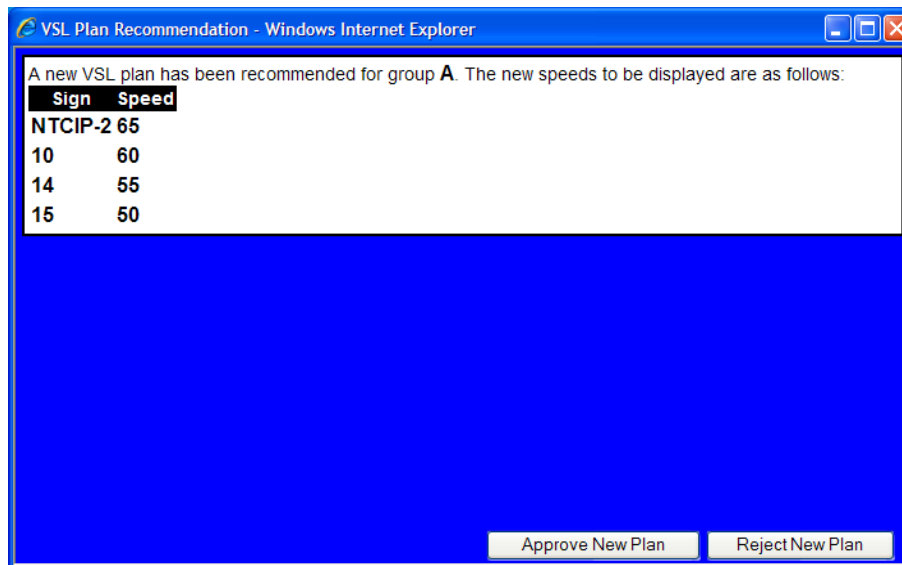 VSL Plan Recommendation - Windows Internet Explorer
A new VSL plan has been recommended for group A. The new speeds to be displayed are as follows:
Sign Speed
NTCIP-2 65
10 60
14 55
15 50
Approve New Plan Reject New Plan